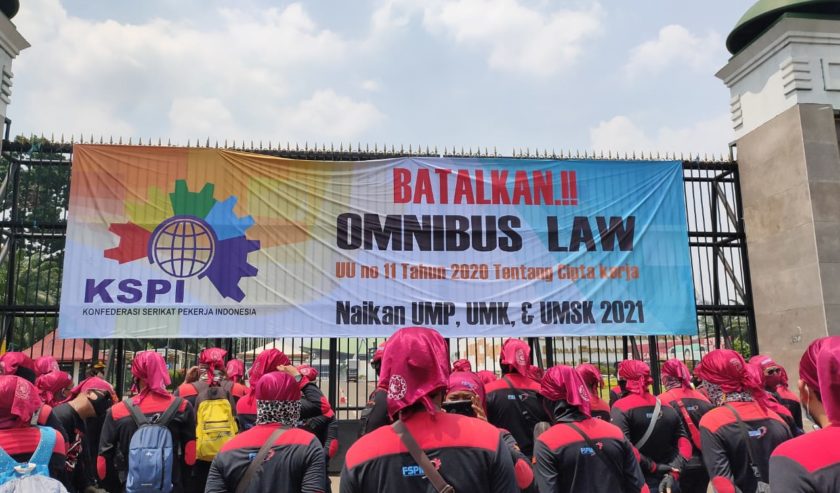 BATALKAN.!!
OMNIBUS LAW
UU no 11 Tahun 2020 Tentang Cipta Kerja
Naikan UMP, UMK, & UMSK 2021
KSPI
KONFEDERASI SERIKAT PEKERJA INDONESIA